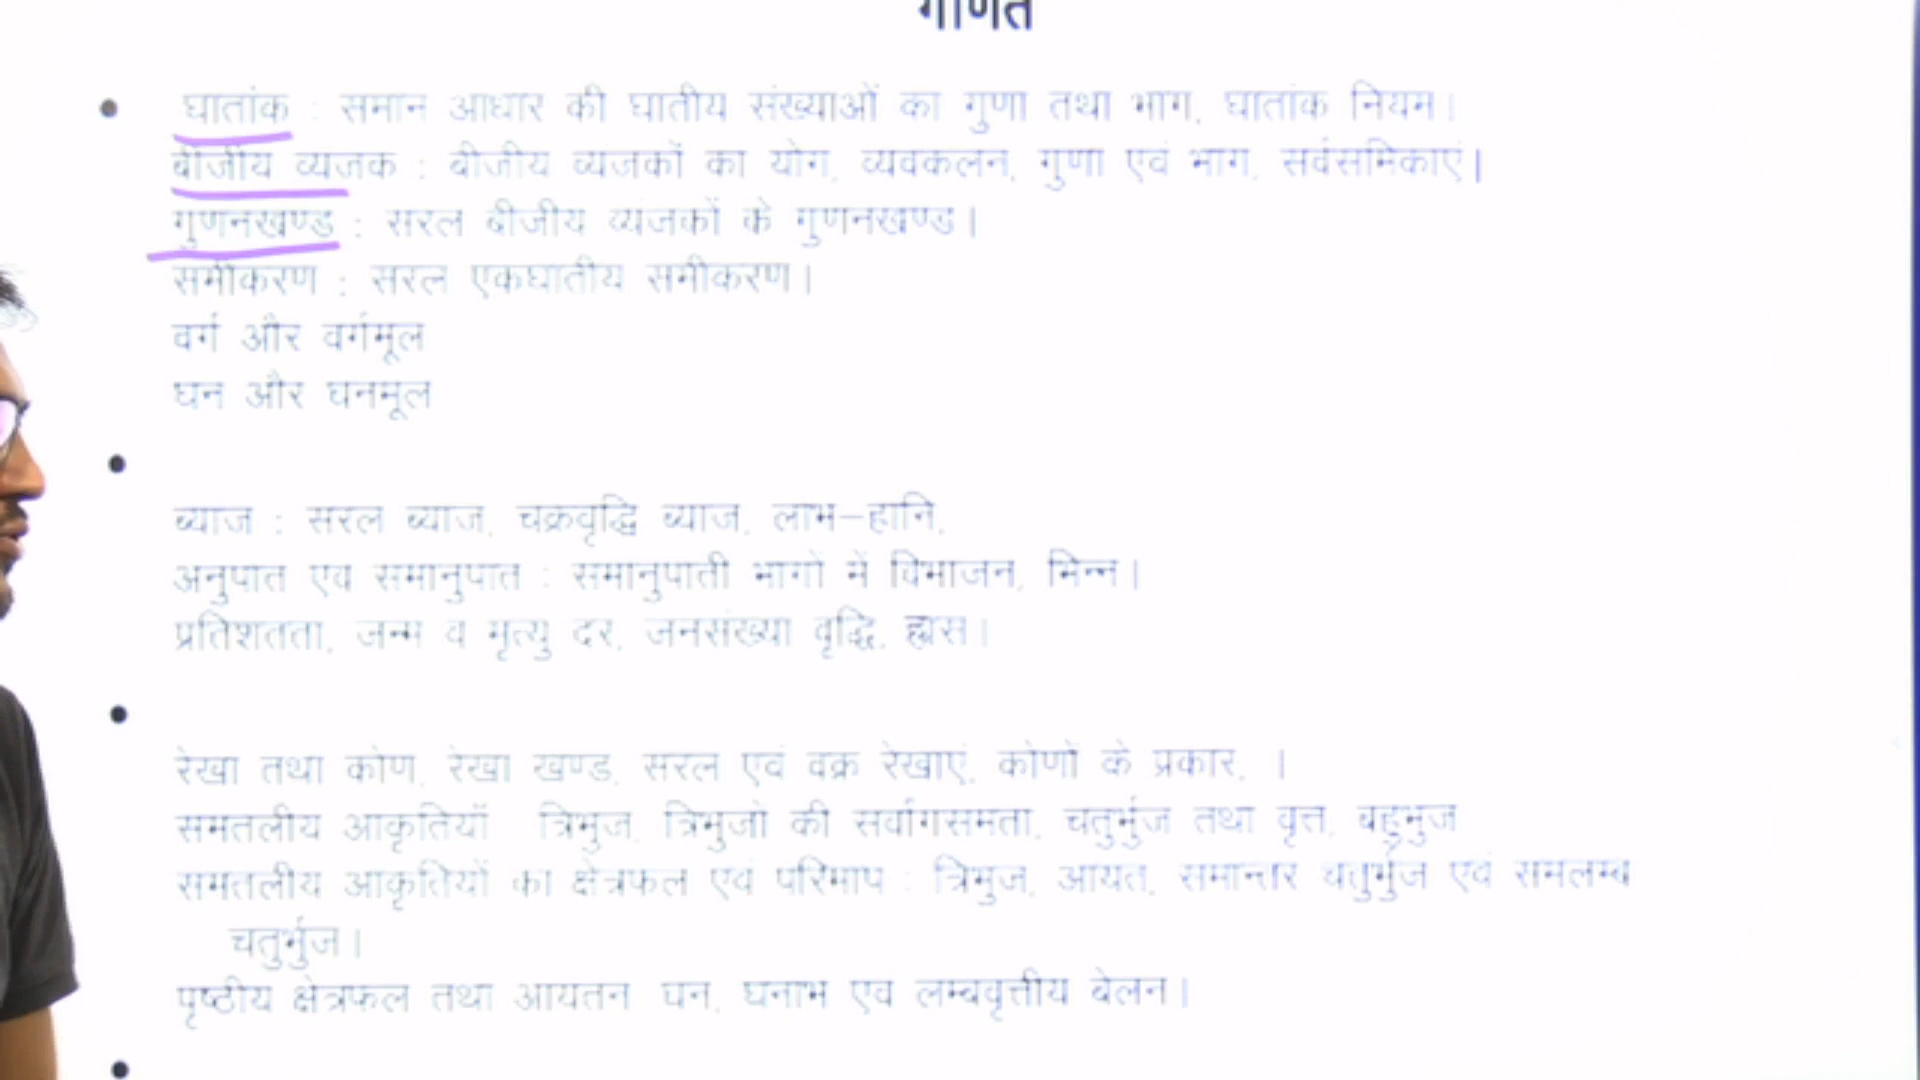 गणित
घातांक : समान आधार की घातीय संख्याओं का गुणा तथा भाग, घातांक नियम।
बीजीय व्यंजक : बीजीय व्यंजकों का योग, व्यवकलन, गुणा एवं भाग, सर्वसमिकाएं।
गुणनखण्ड : सरल बीजीय व्यंजकों के गुणनखण्ड।
समीकरण : सरल एकघातीय समीकरण।
वर्ग और वर्गमूल
घन और घनमूल
ब्याज : सरल ब्याज, चक्रवृद्धि ब्याज, लाभ–हानि,
अनुपात एवं समानुपात : समानुपाती भागों में विभाजन, भिन्न।
प्रतिशतता, जन्म व मृत्यु दर, जनसंख्या वृद्धि, ह्रास।
रेखा तथा कोण, रेखा खण्ड, सरल एवं वक्र रेखाएं, कोणों के प्रकार, ।
समतलीय आकृतियाँ त्रिभुज, त्रिभुजों की सर्वांगसमता, चतुर्भुज तथा वृत्त, बहुभुज
समतलीय आकृतियों का क्षेत्रफल एवं परिमाप : त्रिभुज, आयत, समान्तर चतुर्भुज एवं समलम्ब
चतुर्भुज।
पृष्ठीय क्षेत्रफल तथा आयतन घन, घनाभ एवं लम्बवृत्तीय बेलन।